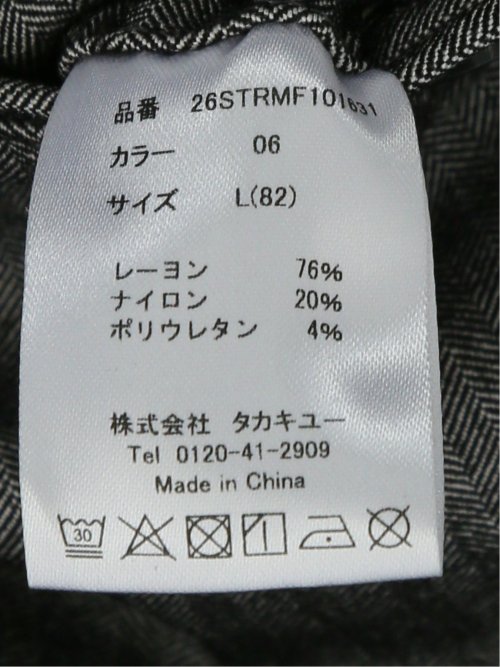 品番 26STRMF101631
カラー 06
サイズ L(82)
レーヨン 76%
ナイロン 20%
ポリウレタン 4%
株式会社 タカキユー
Tel 0120-41-2909
Made in China
30